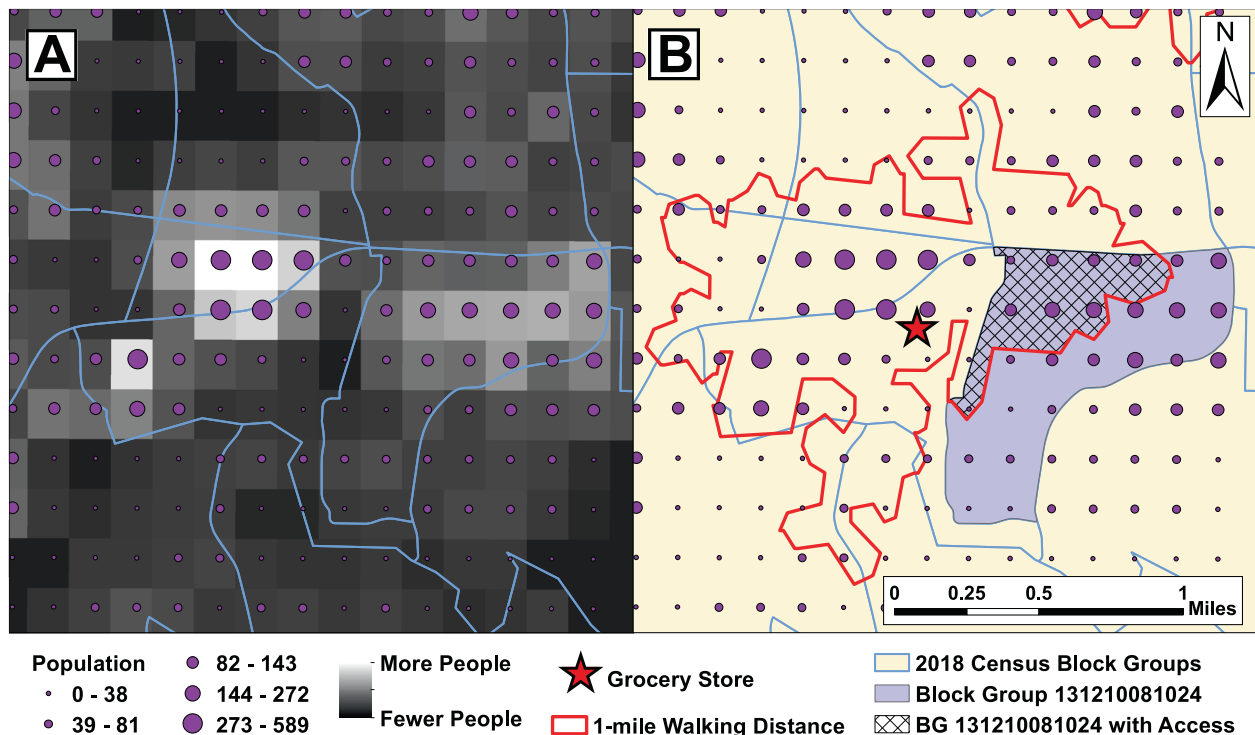 A
B
N
0 0.25 0.5 1
Miles
Population
0 - 38
39 - 81
82 - 143
144 - 272
273 - 589
More People
Fewer People
Grocery Store
1-mile Walking Distance
2018 Census Block Groups
Block Group 131210081024
BG 131210081024 with Access